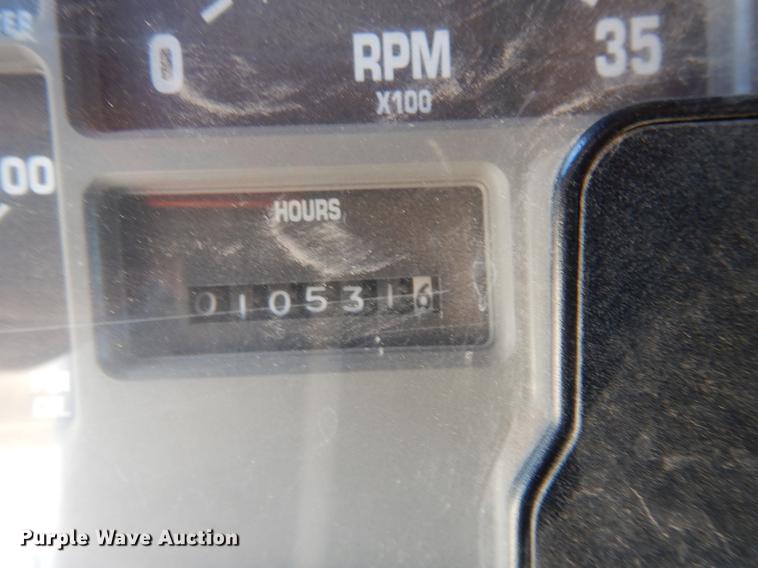 0 RPM 35
X100
00
HOURS
0105316
Purple Wave Auction